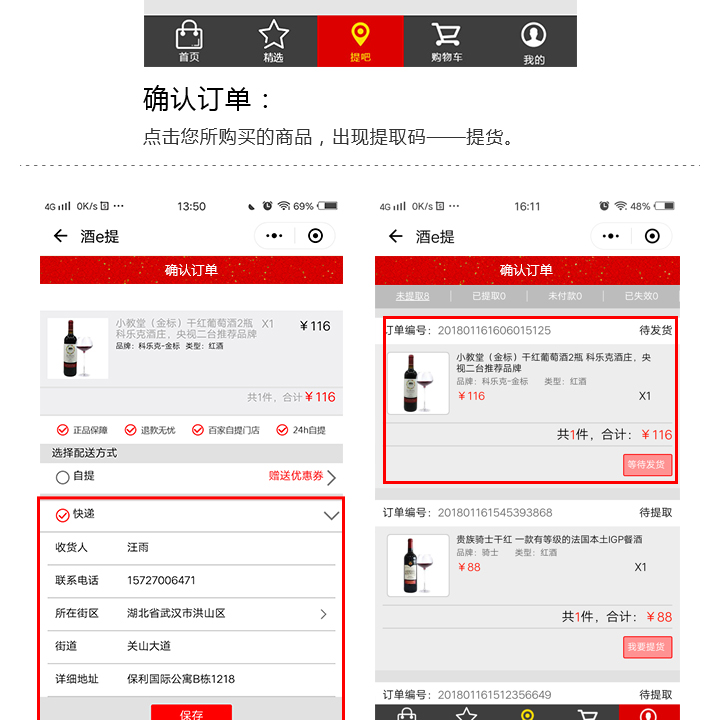 首页 精选 提吧 购物车 我的
确认订单：
点击您所购买的商品，出现提取码——提货。
4G 0K/s 13:50 69%
酒e提
确认订单
小教堂（金标）干红葡萄酒2瓶 X1 ￥116
科乐克酒庄，央视二台推荐品牌
品牌：科乐克-金标 类型：红酒
共1件，合计￥116
正品保障 退款无忧 百家自提门店 24h自提
选择配送方式
自提 赠送优惠券
快递
收货人 汪雨
联系电话 15727006471
所在街区 湖北省武汉市洪山区
街道 关山大道
详细地址 保利国际公寓B栋1218
保存
4G 0K/s 16:11 48%
酒e提
确认订单
未提取8 已提取0 未付款0 已失效0
订单编号：201801161606015125 待发货
小教堂（金标）干红葡萄酒2瓶 科乐克酒庄，央
视二台推荐品牌
品牌：科乐克-金标 类型：红酒
￥116 X1
共1件，合计：￥116
等待发货
订单编号：201801161545393868 待提取
贵族骑士干红 一款有等级的法国本土IGP餐酒
品牌：骑士 类型：红酒
￥88 X1
共1件，合计：￥88
我要提货
订单编号：201801161512356649 待提取